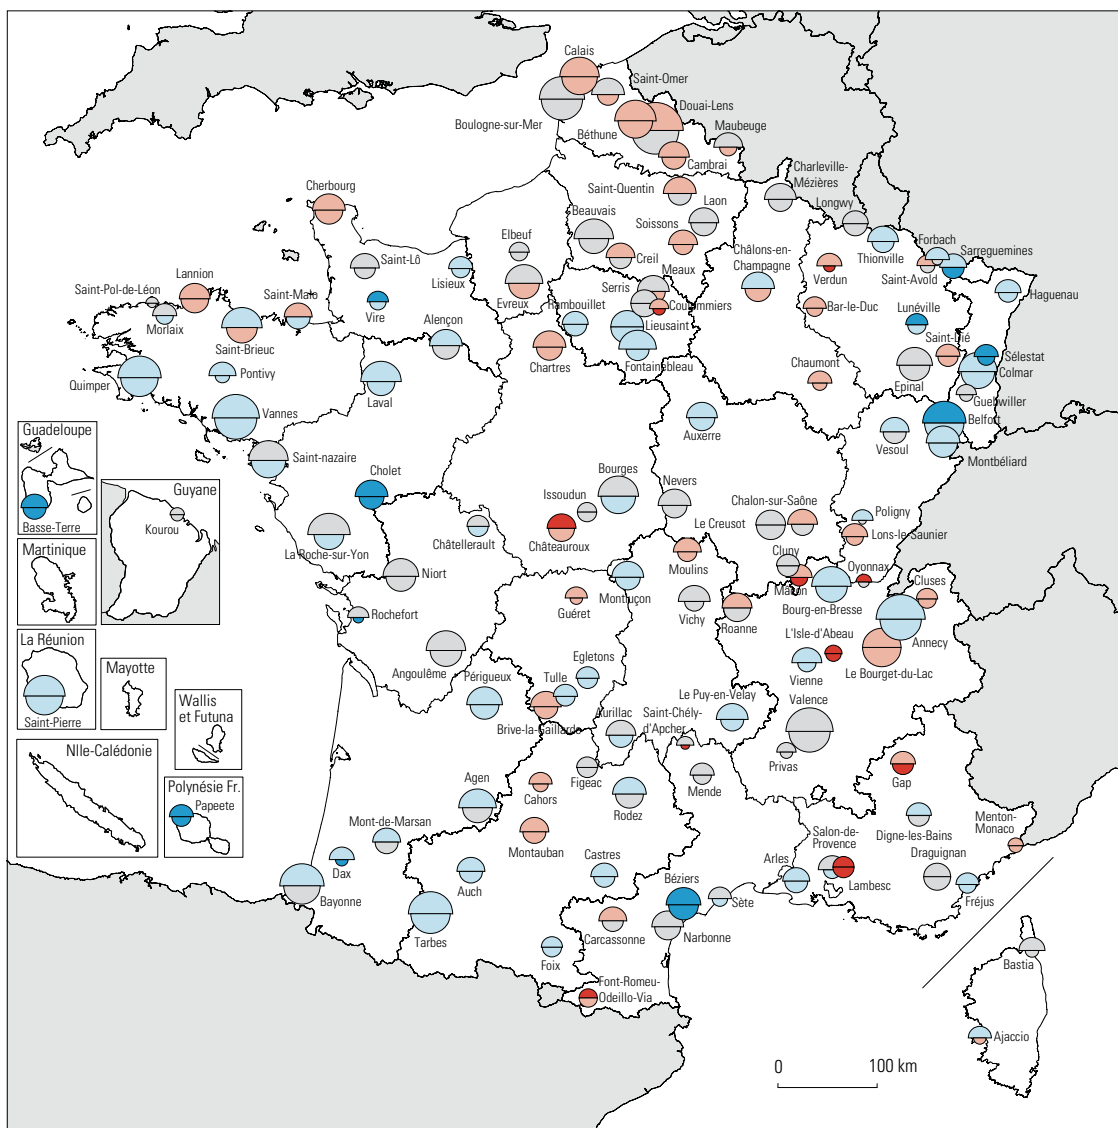 Calais
Saint-Omer
Boulogne-sur-Mer
Douai-Lens
Béthune
Maubeuge
Cambrai
Charleville-
Mézières
Saint-Quentin
Laon
Longwy
Cherbourg
Beauvais
Soissons
Elbeuf
Creil
Châlons-en-
Champagne
Thionville
Forbach
Sarreguemines
Saint-Lô
Lisieux
Meaux
Verdun
Saint-Avold
Haguenau
Lannion
Saint-Pol-de-Léon
Saint-Malo
Evreux
Serris
Rambouillet
Coulommiers
Bar-le-Duc
Lunéville
Morlaix
Vire
Alençon
Lieusaint
Saint-Dié
Saint-Brieuc
Chartres
Fontainebleau
Sélestat
Colmar
Quimper
Pontivy
Laval
Chaumont
Epinal
Guebwiller
Vannes
Auxerre
Belfort
Vesoul
Montbéliard
Guadeloupe
Saint-nazaire
Cholet
Bourges
Nevers
Basse-Terre
Guyane
Kourou
Issoudun
Chalon-sur-Saône
Poligny
Le Creusot
Lons-le-Saunier
La Roche-sur-Yon
Châtellerault
Châteauroux
Martinique
Niort
Moulins
Cluny
Oyonnax
Macon
Cluses
Montluçon
Bourg-en-Bresse
Guéret
Rochefort
Vichy
Roanne
Annecy
La Réunion
Saint-Pierre
Mayotte
Angoulême
L'Isle-d'Abeau
Vienne
Le Bourget-du-Lac
Egletons
Périgueux
Tulle
Le Puy-en-Velay
Valence
Wallis
et Futuna
Brive-la-Gaillarde
Aurillac
Saint-Chély-
d'Apcher
Privas
Nlle-Calédonie
Polynésie Fr.
Papeete
Figeac
Mende
Gap
Agen
Cahors
Rodez
Mont-de-Marsan
Montauban
Digne-les-Bains
Menton-
Monaco
Salon-de-
Provence
Draguignan
Dax
Auch
Castres
Béziers
Arles
Lambesc
Fréjus
Bayonne
Sète
Tarbes
Carcassonne
Narbonne
Foix
Bastia
Font-Romeu-
Odeillo-Via
Ajaccio
0 100 km